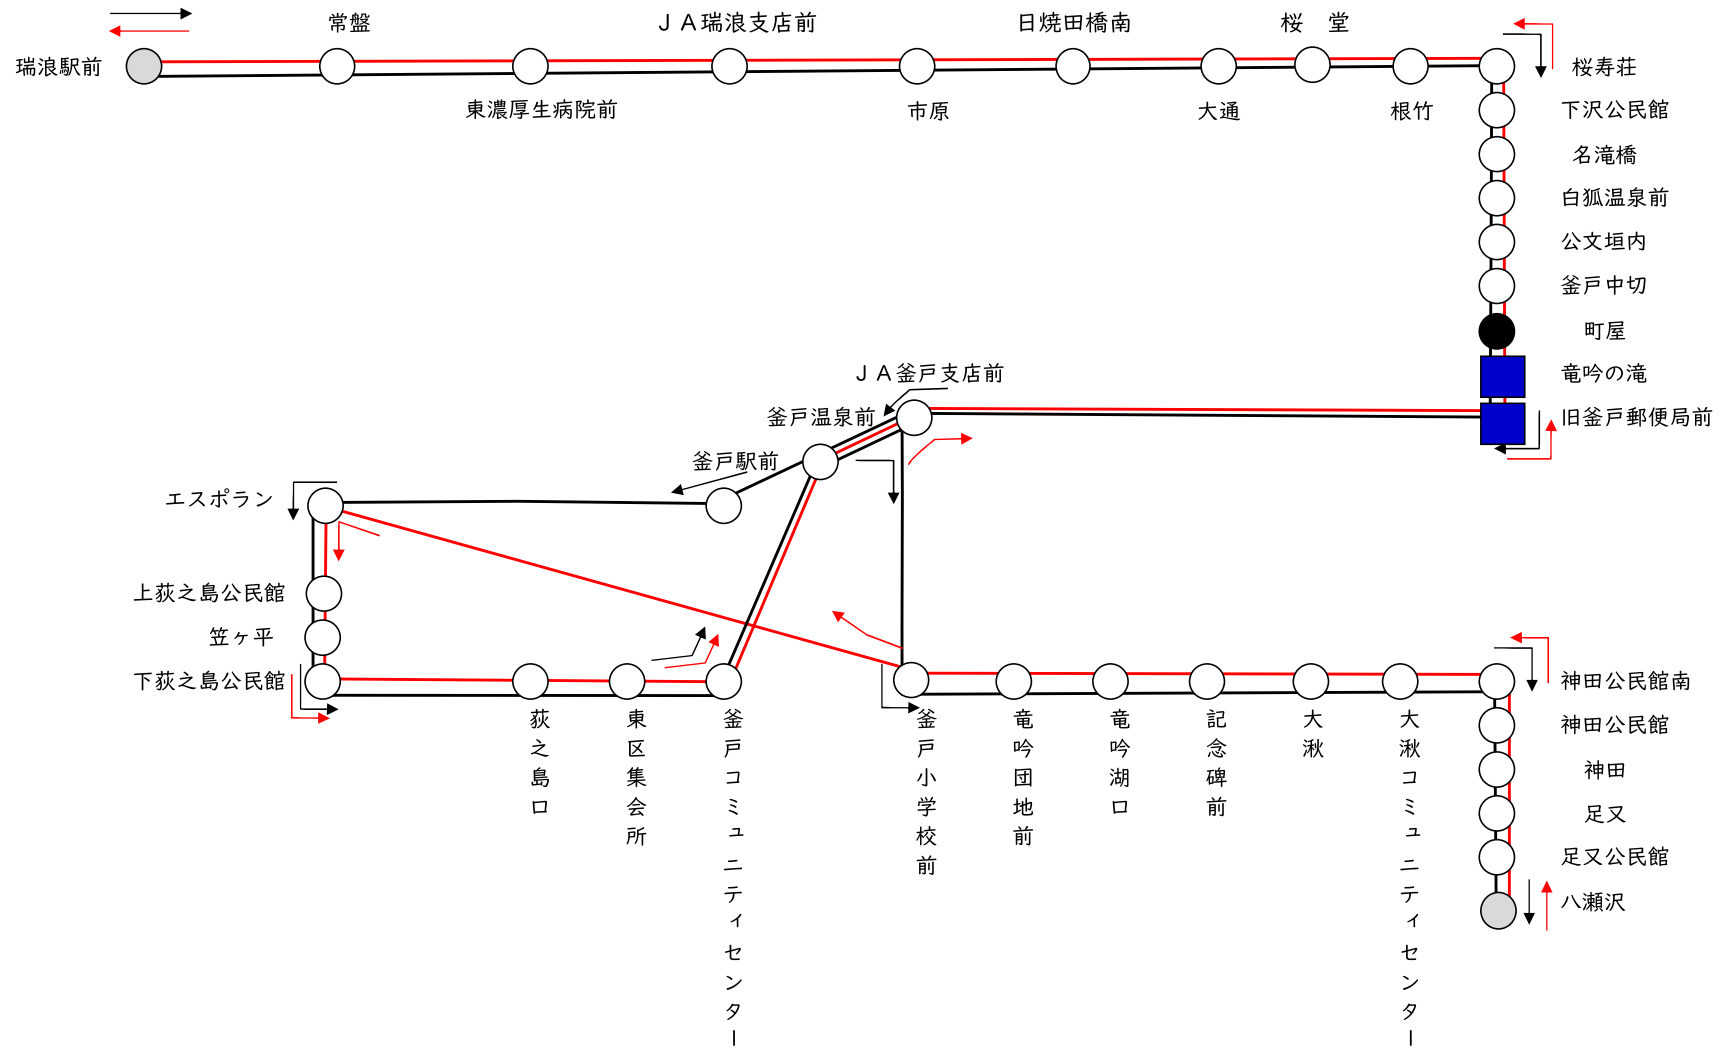 常盤
ＪＡ瑞浪支店前
日焼田橋南
桜　堂
瑞浪駅前
桜寿荘
東濃厚生病院前
市原
大通
根竹
下沢公民館
名滝橋
白狐温泉前
公文垣内
釜戸中切
町屋
竜吟の滝
旧釜戸郵便局前
ＪＡ釜戸支店前
釜戸温泉前
釜戸駅前
エスポラン
上荻之島公民館
笠ヶ平
下荻之島公民館
荻之島口
東区集会所
釜戸コミュニティセンター
釜戸小学校前
竜吟団地前
竜吟湖口
記念碑前
大湫
大湫コミュニティセンター
神田公民館南
神田公民館
神田
足又
足又公民館
八瀬沢